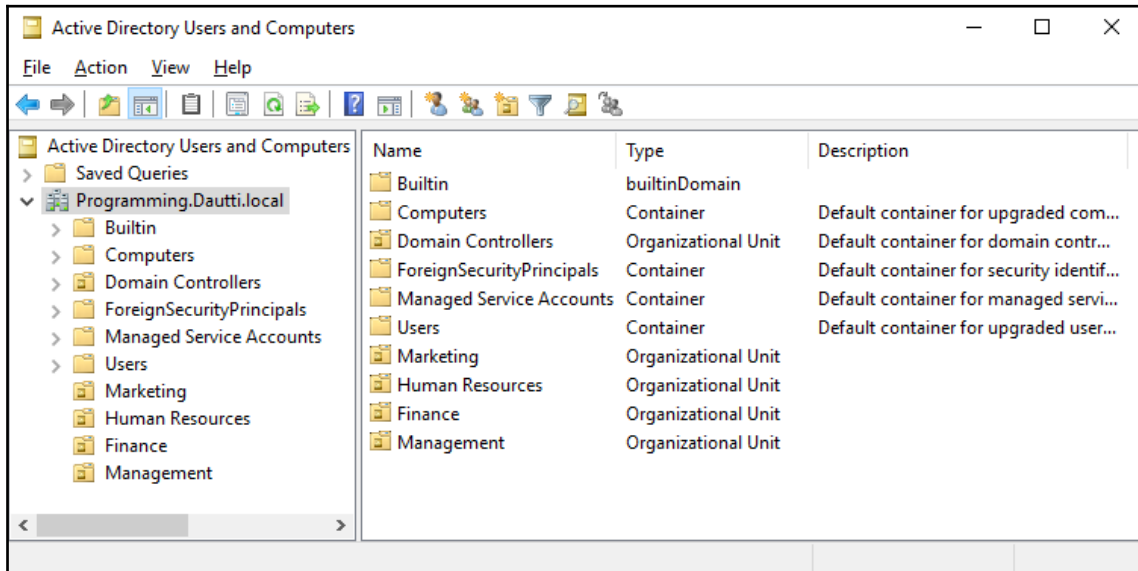 Active Directory Users and Computers
File Action View Help
Active Directory Users and Computers
Saved Queries
Programming.Dautti.local
Builtin
Computers
Domain Controllers
ForeignSecurityPrincipals
Managed Service Accounts
Users
Marketing
Human Resources
Finance
Management
Name Type Description
Builtin builtinDomain
Computers Container Default container for upgraded com...
Domain Controllers Organizational Unit Default container for domain contr...
ForeignSecurityPrincipals Container Default container for security identif...
Managed Service Accounts Container Default container for managed servi...
Users Container Default container for upgraded user...
Marketing Organizational Unit
Human Resources Organizational Unit
Finance Organizational Unit
Management Organizational Unit